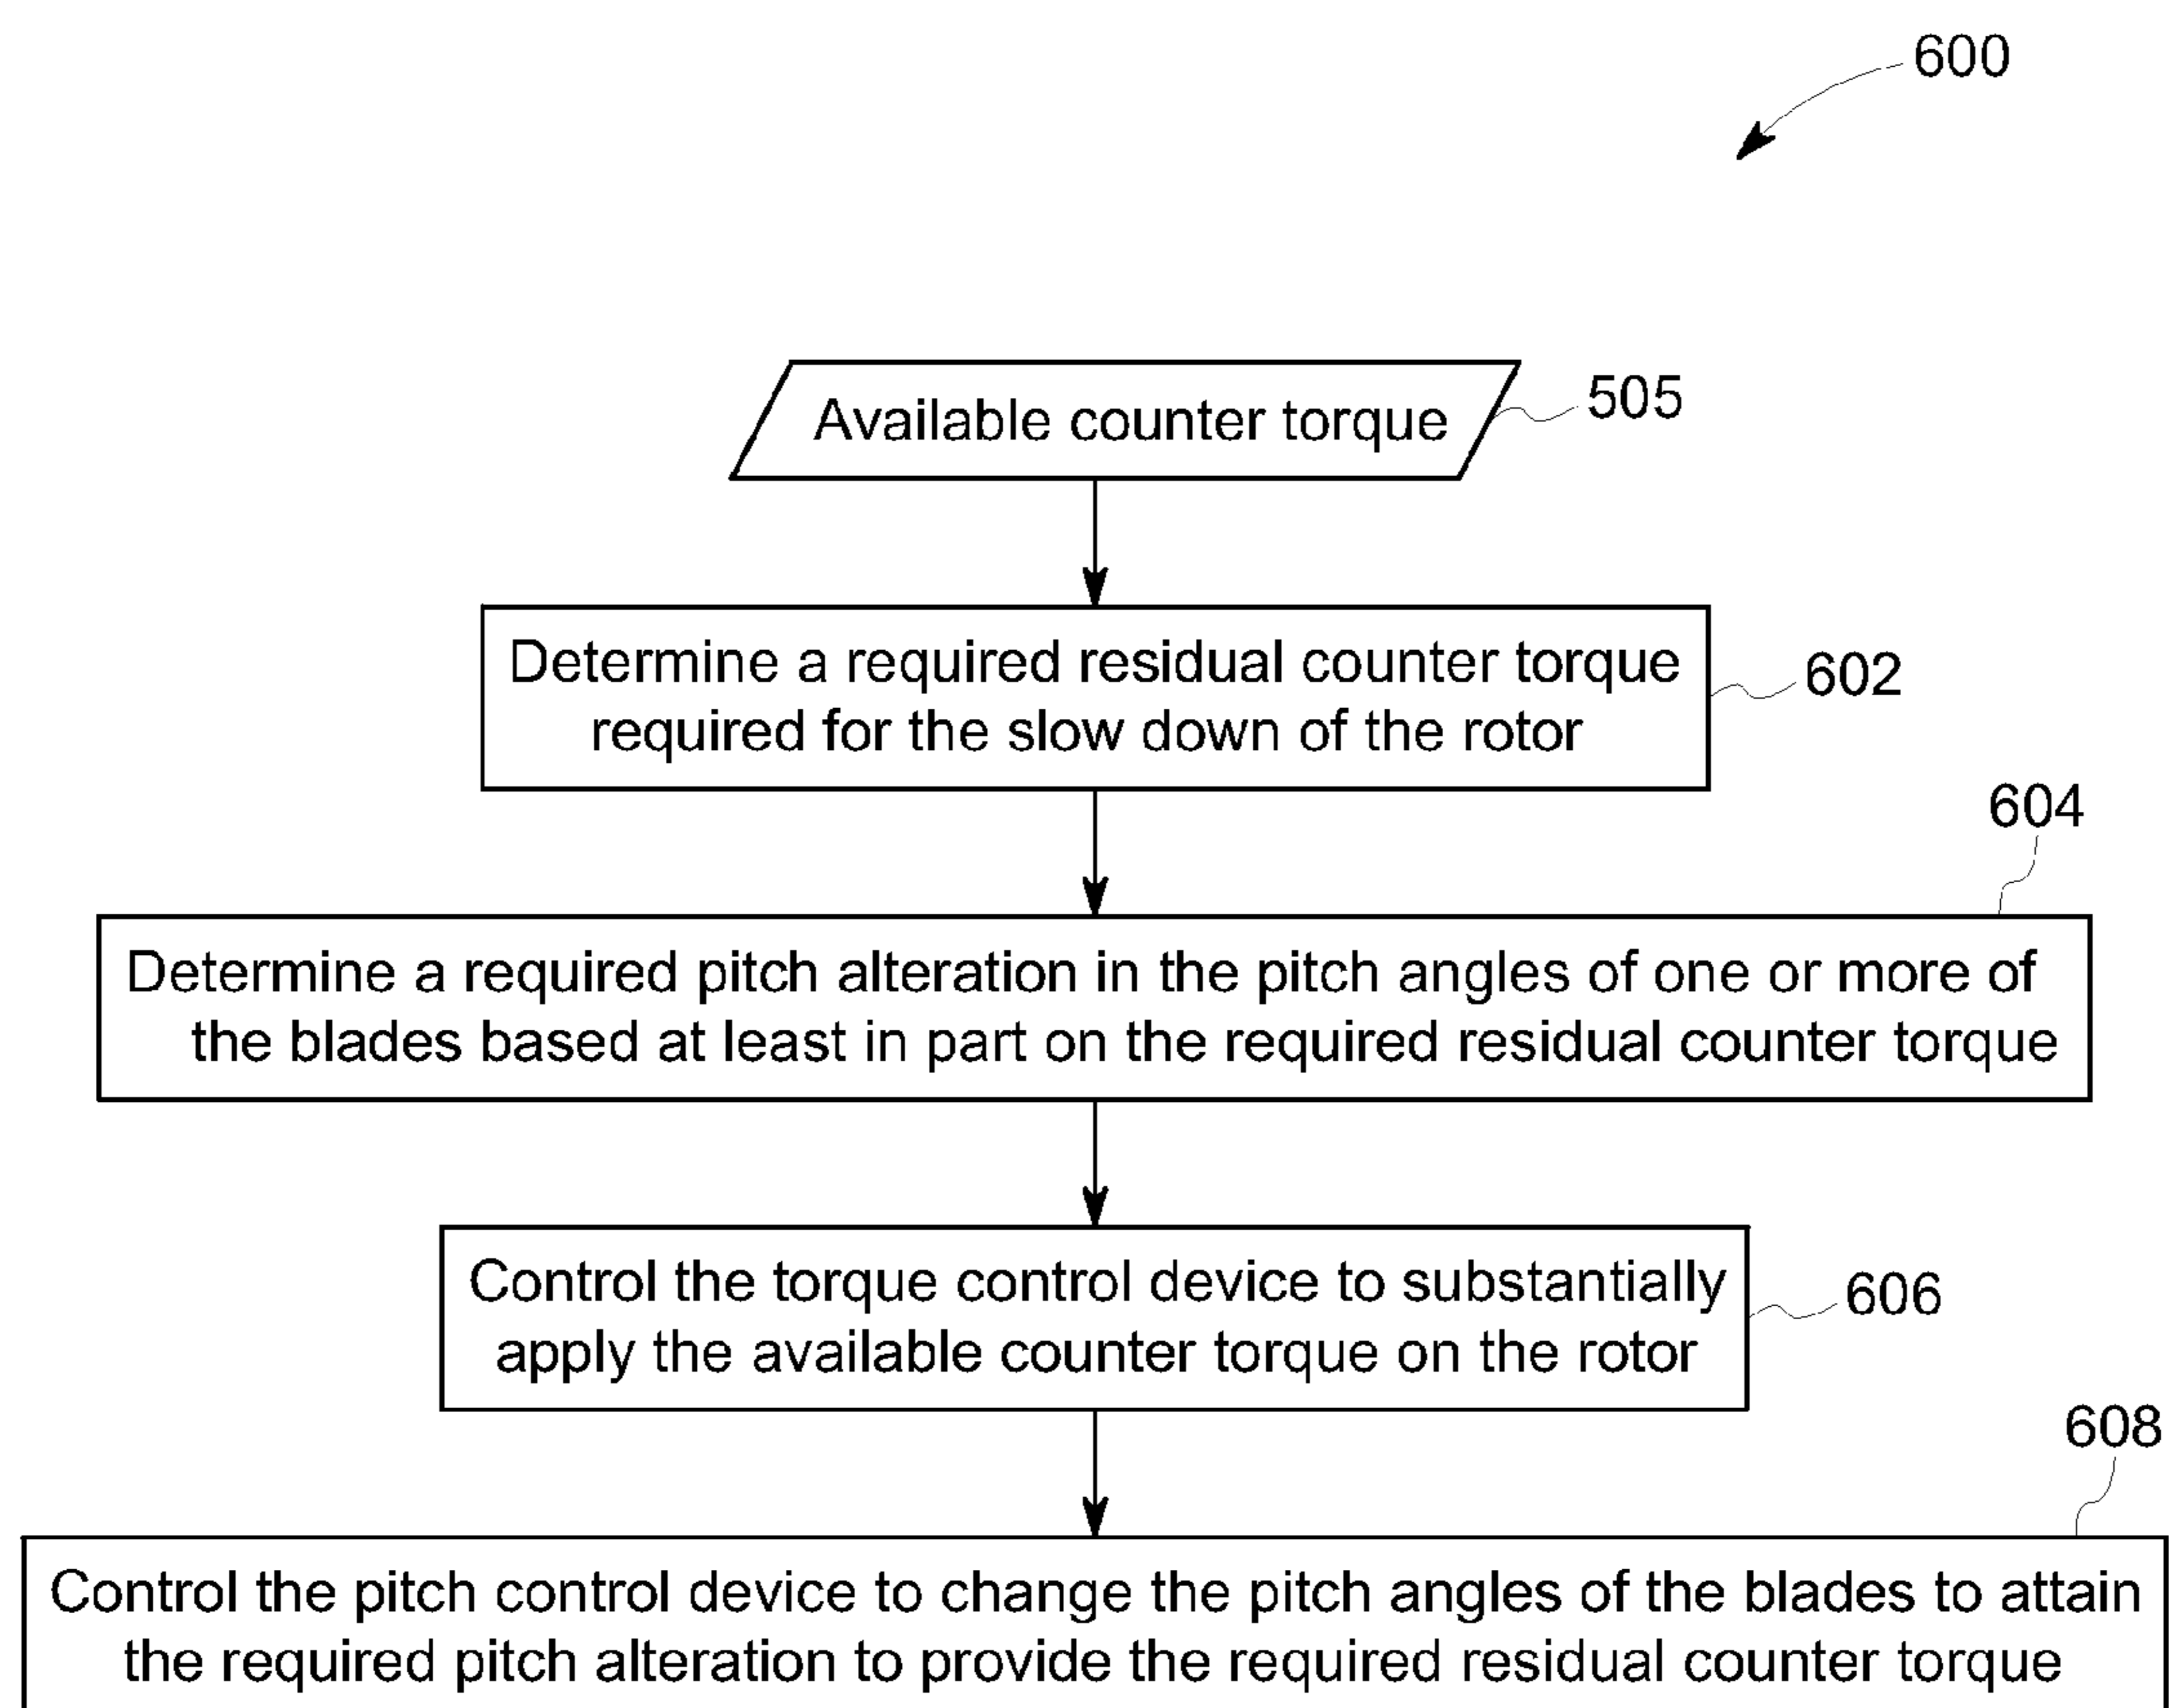 600
Available counter torque
505
Determine a required residual counter torque
required for the slow down of the rotor
602
604
Determine a required pitch alteration in the pitch angles of one or more of
the blades based at least in part on the required residual counter torque
Control the torque control device to substantially
apply the available counter torque on the rotor
606
608
Control the pitch control device to change the pitch angles of the blades to attain
the required pitch alteration to provide the required residual counter torque